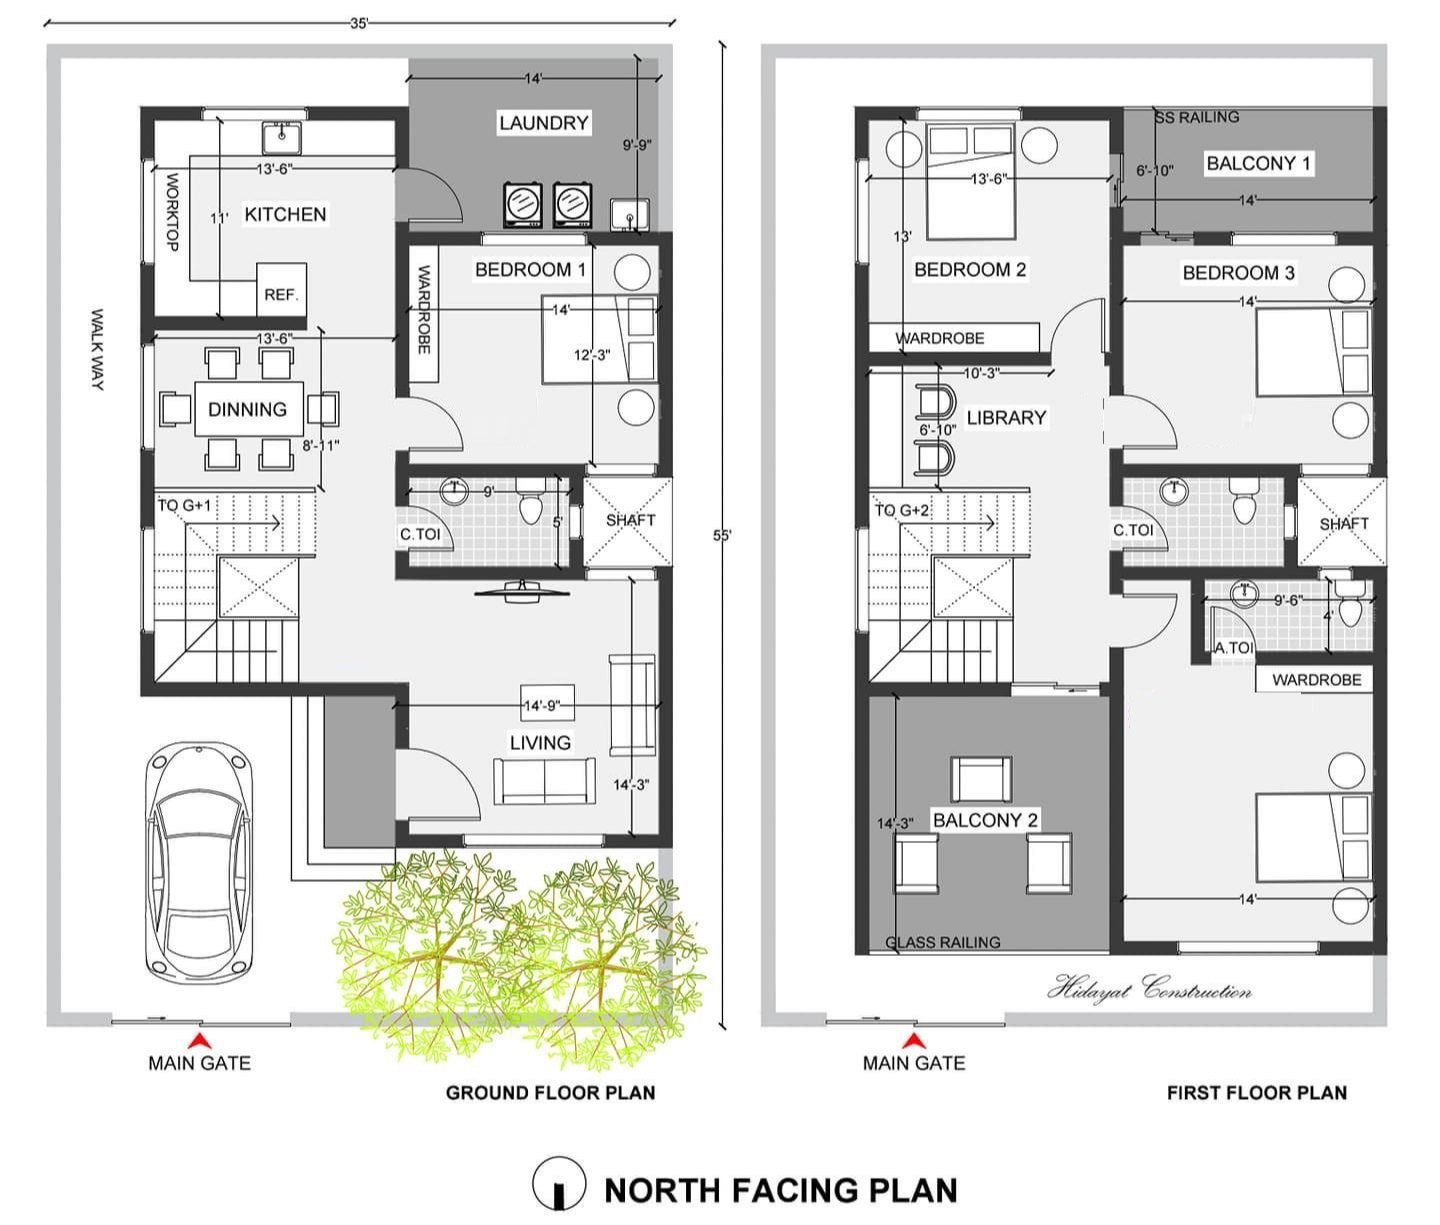 35'
14'
LAUNDRY
9'-9"
13'-6"
WORKTOP
11'
KITCHEN
REF.
WALK WAY
BEDROOM 1
WARDROBE
14'
12'-3"
13'-6"
DINNING
8'-11"
TO G+1
9'
5'
C.TOI
SHAFT
55'
14'-9"
LIVING
14'-3"
MAIN GATE
GROUND FLOOR PLAN
SS RAILING
BALCONY 1
6'-10"
14'
13'-6"
13'
BEDROOM 2
WARDROBE
BEDROOM 3
14'
10'-3"
LIBRARY
6'-10"
TO G+2
C.TOI
SHAFT
9'-6"
4'
A.TOI
WARDROBE
14'-3"
BALCONY 2
14'
GLASS RAILING
Hidayat Construction
MAIN GATE
FIRST FLOOR PLAN
NORTH FACING PLAN